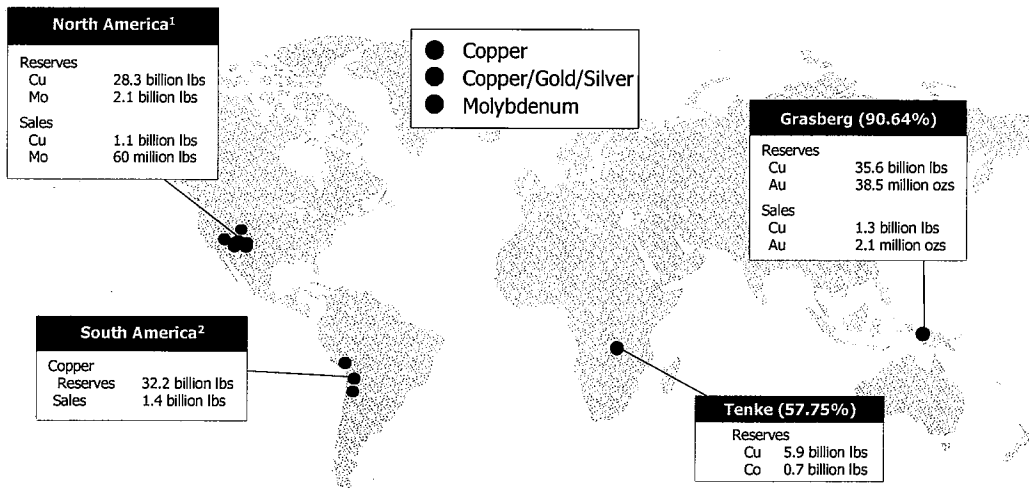 North America¹
Reserves
Cu 28.3 billion lbs
Mo 2.1 billion lbs
Sales
Cu 1.1 billion lbs
Mo 60 million lbs
Copper
Copper/Gold/Silver
Molybdenum
Grasberg (90.64%)
Reserves
Cu 35.6 billion lbs
Au 38.5 million ozs
Sales
Cu 1.3 billion lbs
Au 2.1 million ozs
South America²
Copper
Reserves 32.2 billion lbs
Sales 1.4 billion lbs
Tenke (57.75%)
Reserves
Cu 5.9 billion lbs
Co 0.7 billion lbs